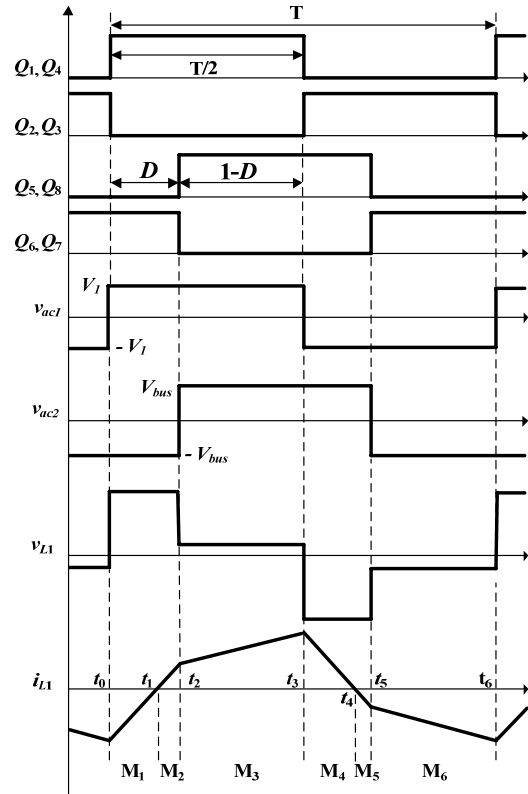 T
Q1, Q4
T/2
Q2, Q3
D 1-D
Q5, Q8
Q6, Q7
V1
vac1
- V1
Vbus
vac2
- Vbus
vL1
iL1 t0 t1 t2 t3 t4 t5 t6
M1 M2 M3 M4 M5 M6